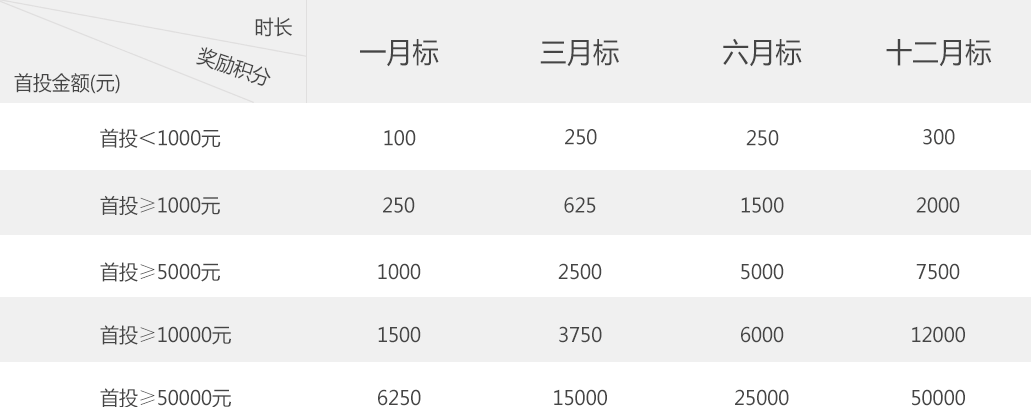 时长
奖励积分
首投金额(元)
一月标 三月标 六月标 十二月标
首投＜1000元 100 250 250 300
首投≥1000元 250 625 1500 2000
首投≥5000元 1000 2500 5000 7500
首投≥10000元 1500 3750 6000 12000
首投≥50000元 6250 15000 25000 50000